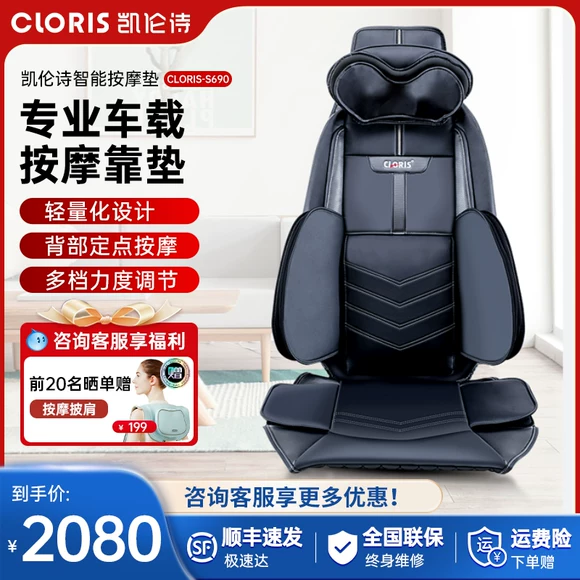 CLORIS 凯伦诗
凯伦诗智能按摩垫 CLORIS-S690
专业车载
按摩靠垫
轻量化设计
背部定点按摩
多档力度调节
CLORIS
咨询客服享福利
前20名晒单赠
赠
按摩披肩
¥199
咨询客服享更多优惠！
到手价:
¥2080
SF 顺丰速发
极速达
全国联保
终身维修
运 运 运费险
下单赠